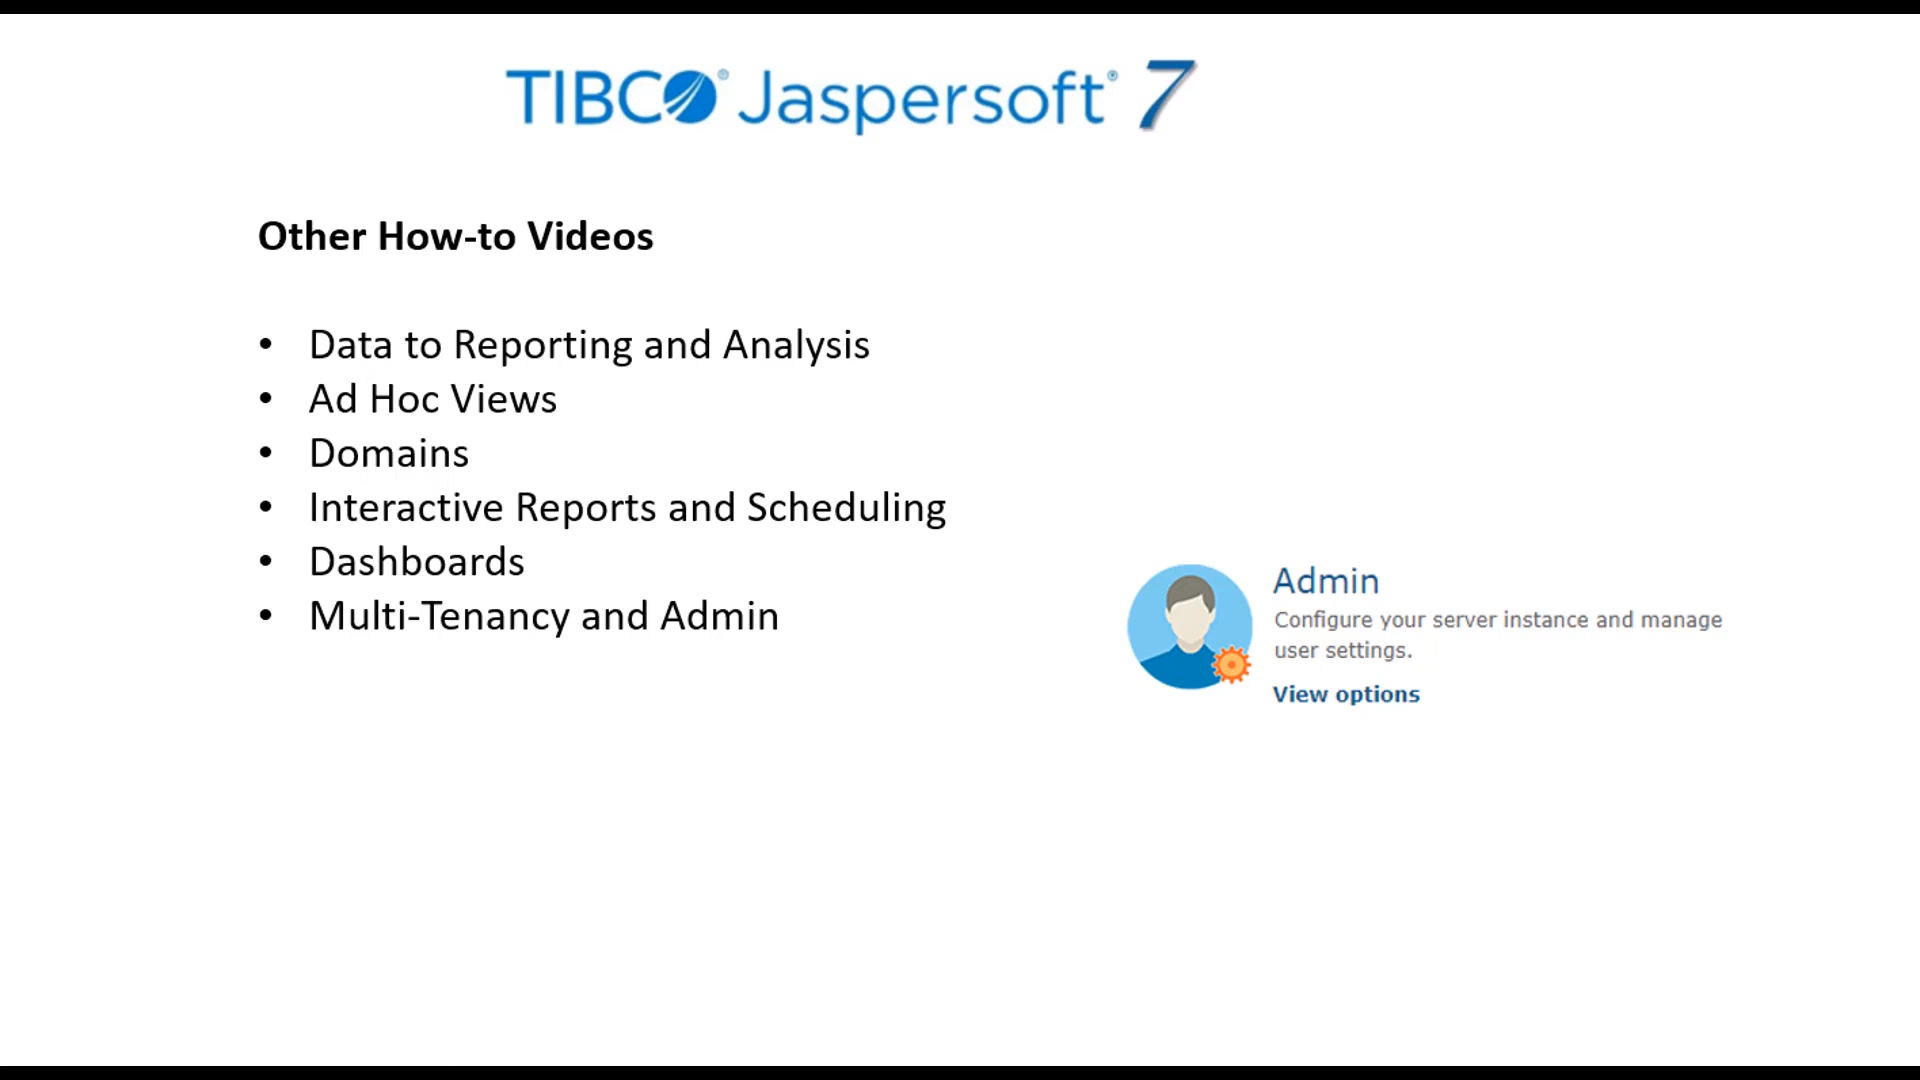 TIBCO® Jaspersoft® 7
Other How-to Videos
• Data to Reporting and Analysis
• Ad Hoc Views
• Domains
• Interactive Reports and Scheduling
• Dashboards
• Multi-Tenancy and Admin
Admin
Configure your server instance and manage
user settings.
View options